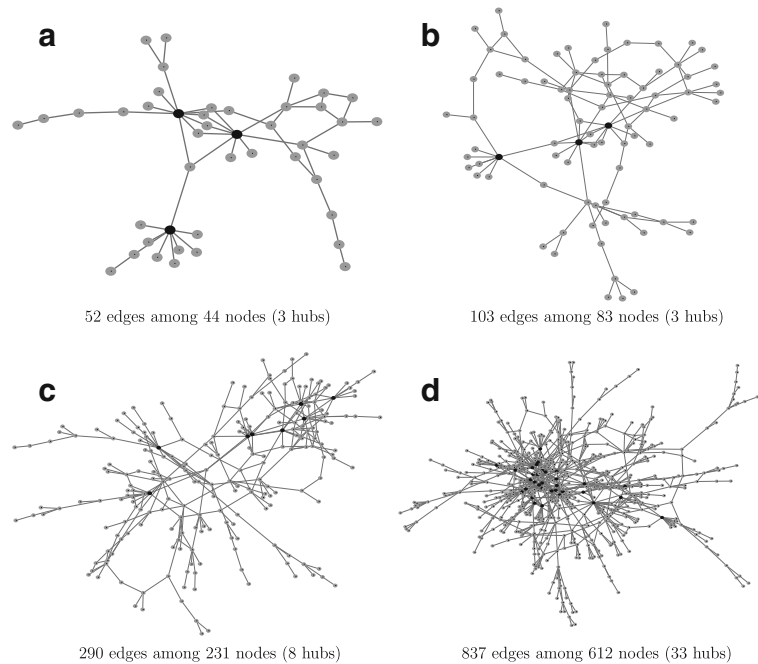 a
b
52 edges among 44 nodes (3 hubs)
103 edges among 83 nodes (3 hubs)
c
d
290 edges among 231 nodes (8 hubs)
837 edges among 612 nodes (33 hubs)